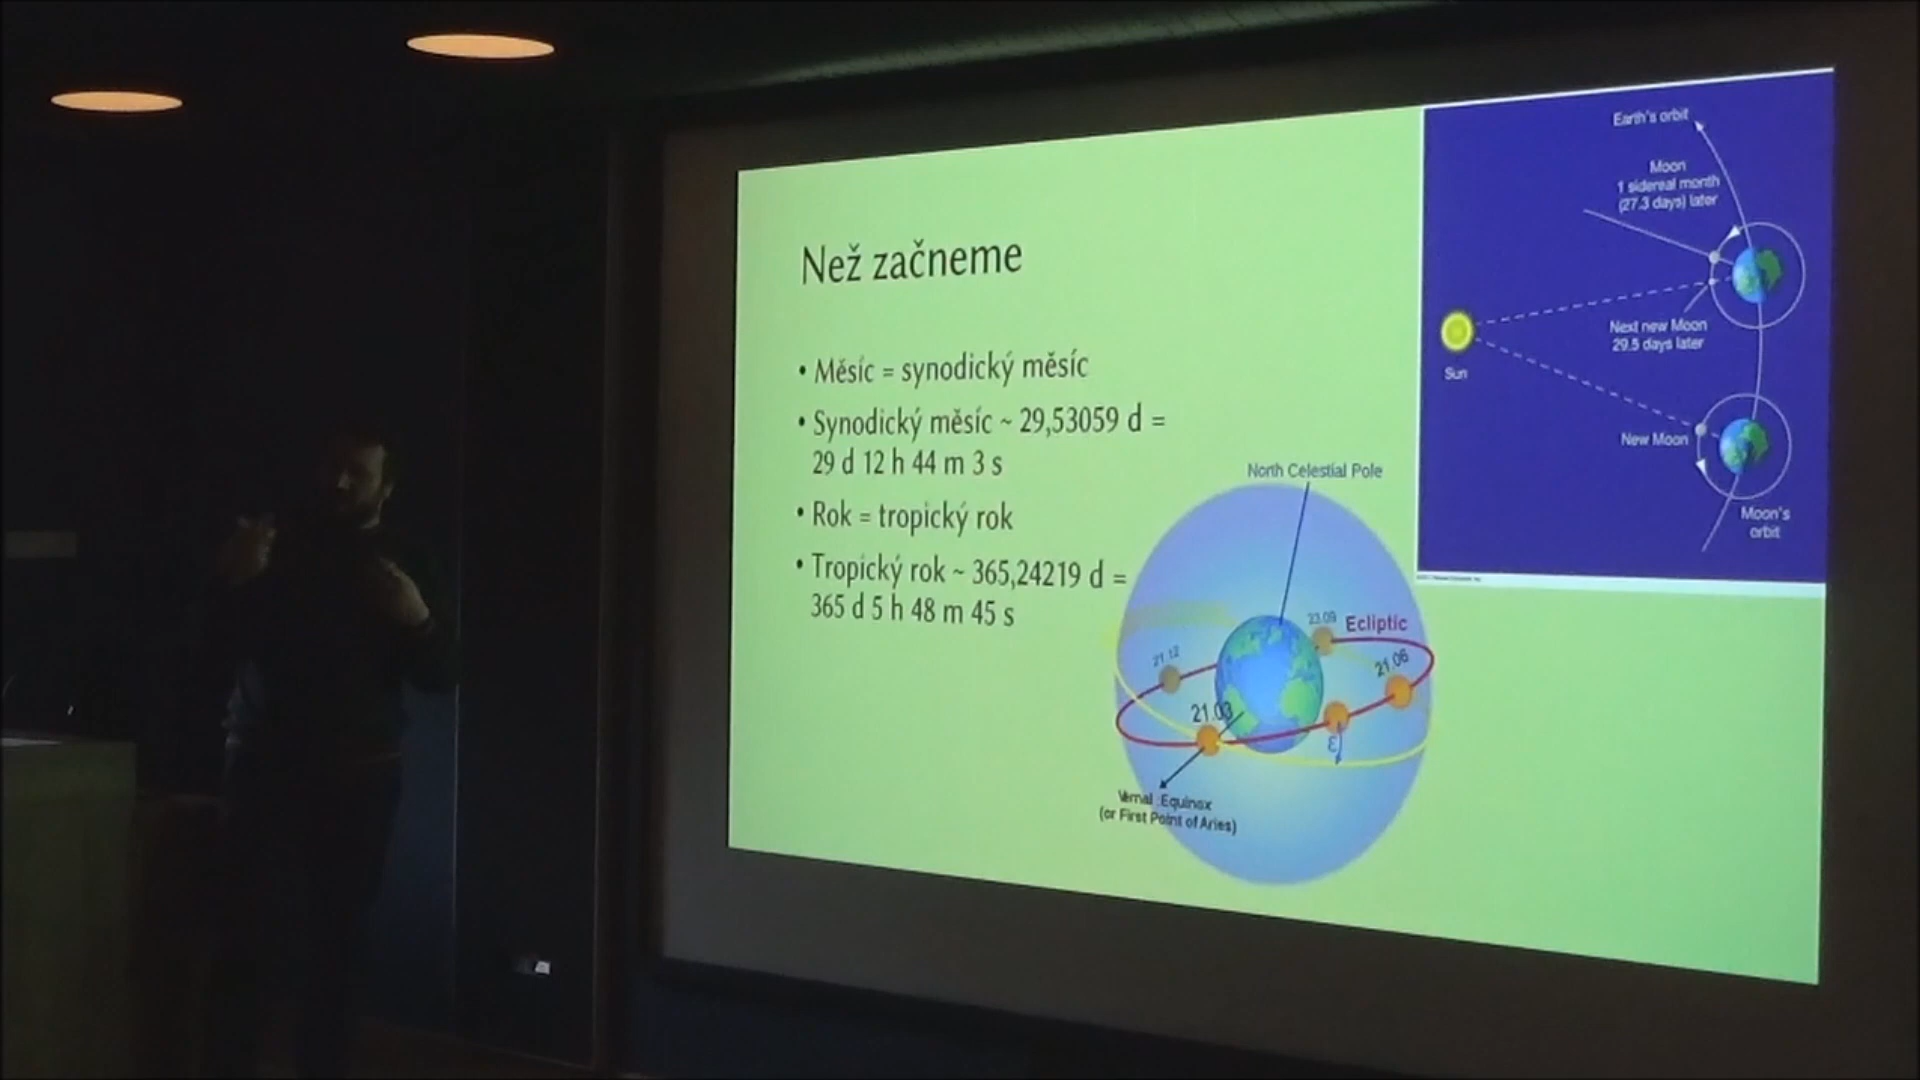 Než začneme
• Měsíc = synodický měsíc
• Synodický měsíc ~ 29,53059 d =
29 d 12 h 44 m 3 s
• Rok = tropický rok
• Tropický rok ~ 365,24219 d =
365 d 5 h 48 m 45 s
Earth's orbit
Moon
1 sidereal month
(27.3 days) later
Next new Moon
29.5 days later
Sun
New Moon
Moon's
orbit
North Celestial Pole
23.09
Ecliptic
21.12
21.06
21.03
ε
Vernal Equinox
(or First Point of Aries)